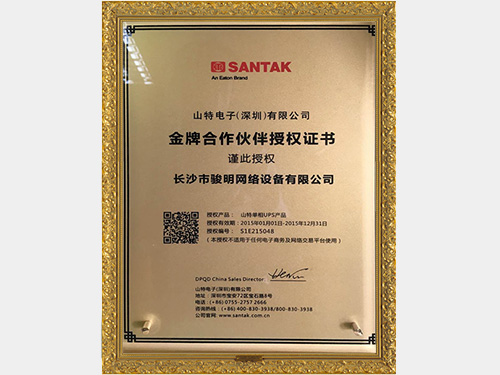 SANTAK
An Eaton Brand
山特电子(深圳)有限公司
金牌合作伙伴授权证书
谨此授权
长沙市骏明网络设备有限公司
授权产品： 山特单相UPS产品
授权有效期：2015年01月01日-2015年12月31日
授权编号： S1E215048
(本授权不适用于任何电子商务及网络交易平台使用)
DPQD China Sales Director:
山特电子(深圳)有限公司
地址：深圳市宝安72区宝石路8号
电话：(+86) 0755-2757 2666
咨询热线：(+86) 400-830-3938/800-830-3938
公司官网：www.santak.com.cn